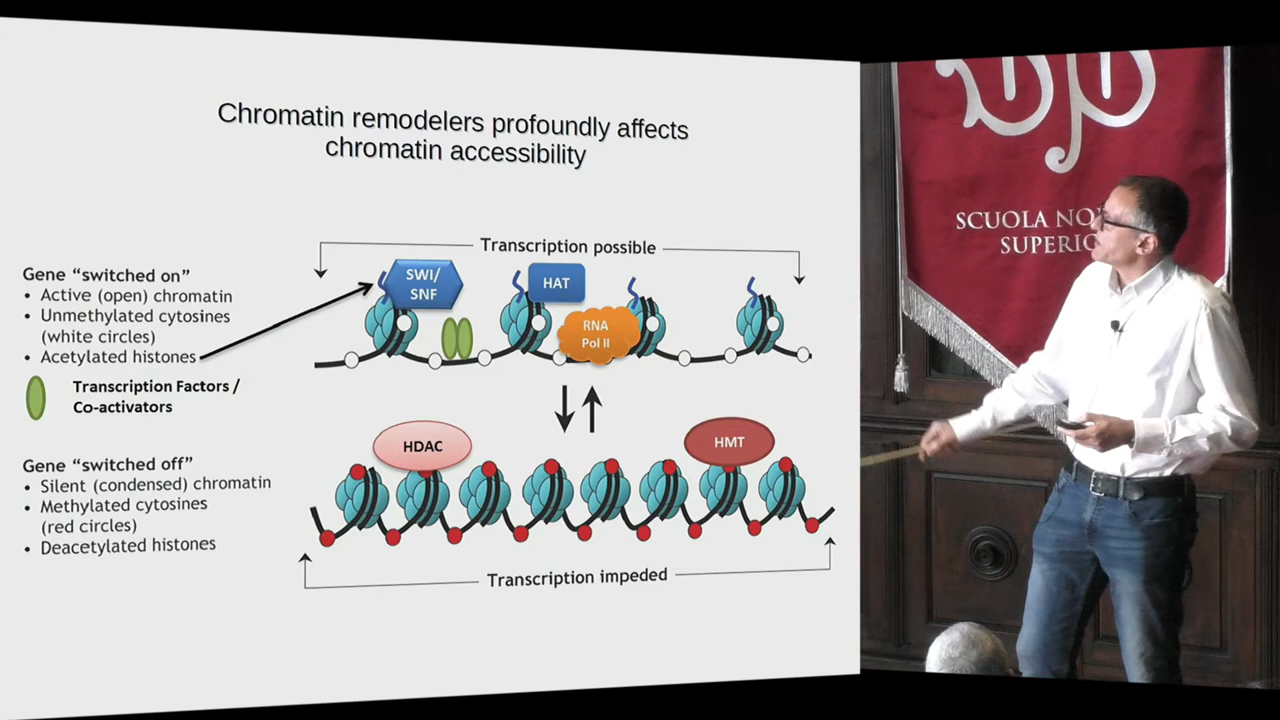 Chromatin remodelers profoundly affects
chromatin accessibility
Transcription possible
Gene “switched on”
• Active (open) chromatin
• Unmethylated cytosines
(white circles)
• Acetylated histones
Transcription Factors /
Co-activators
SWI/
SNF
HAT
RNA
Pol II
HDAC
HMT
Gene “switched off”
• Silent (condensed) chromatin
• Methylated cytosines
(red circles)
• Deacetylated histones
Transcription impeded
SCUOLA